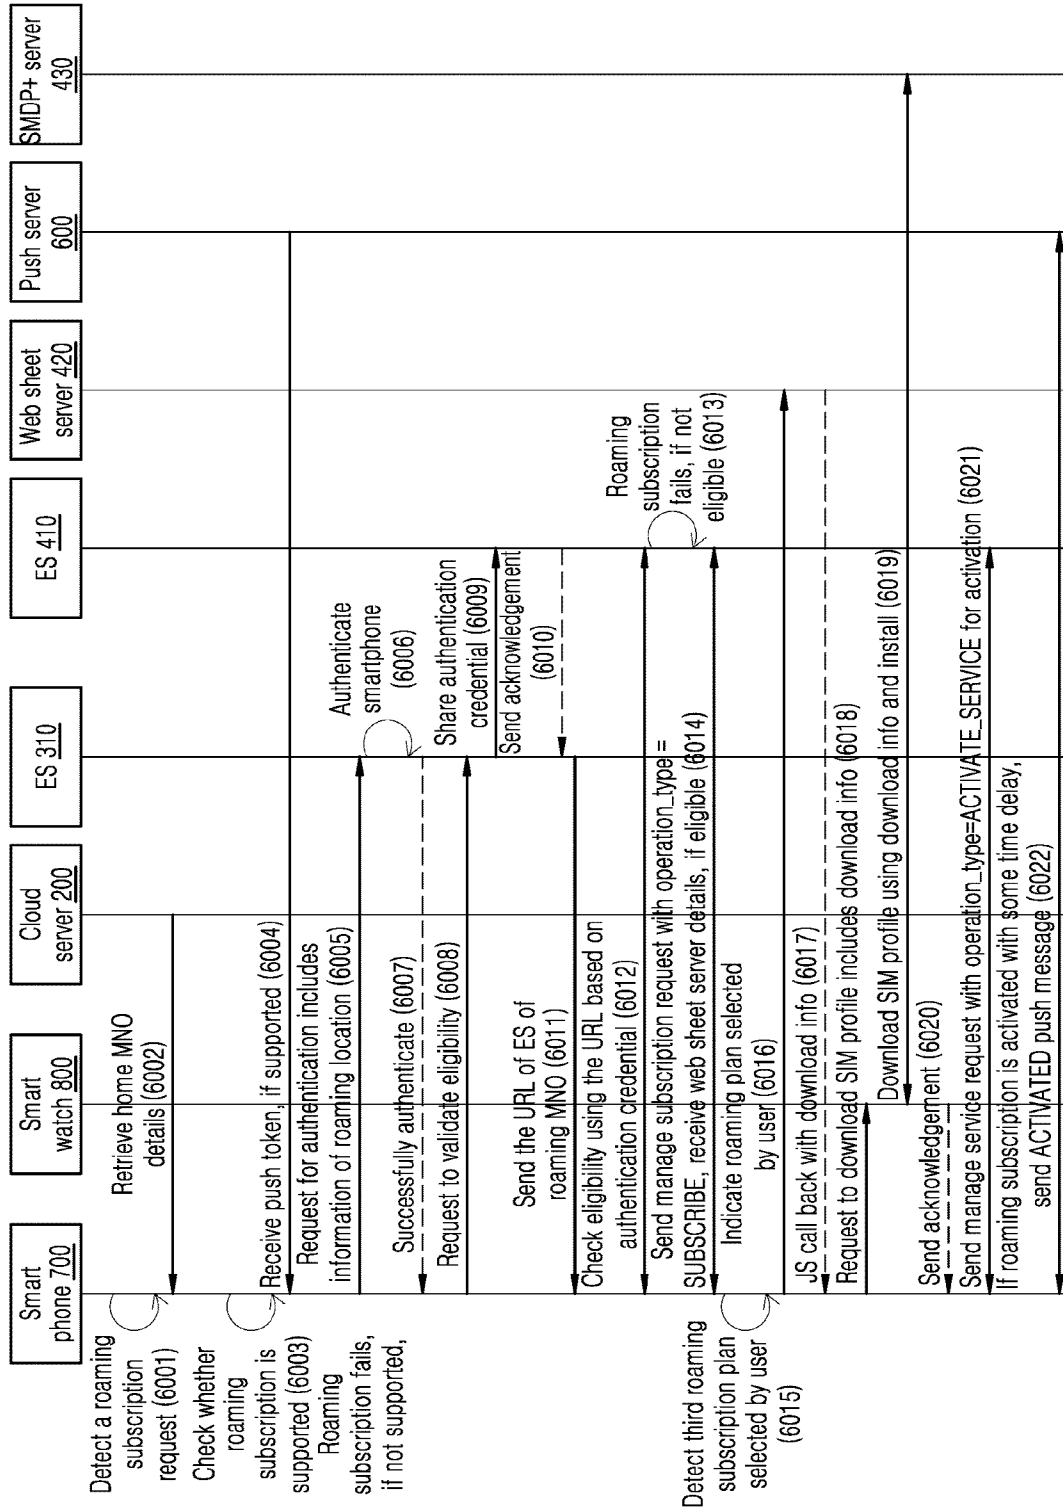 Smart
phone 700
Smart
watch 800
Cloud
server 200
ES 310
ES 410
Web sheet
server 420
Push server
600
SMDP+ server
430
Detect a roaming
subscription
request (6001)
Retrieve home MNO
details (6002)
Check whether
roaming
subscription is
supported (6003)
Roaming
subscription fails,
if not supported,
Receive push token, if supported (6004)
Request for authentication includes
information of roaming location (6005)
Authenticate
smartphone
(6006)
Successfully authenticate (6007)
Request to validate eligibility (6008)
Share authentication
credential (6009)
Send acknowledgement
(6010)
Send the URL of ES of
roaming MNO (6011)
Check eligibility using the URL based on
authentication credential (6012)
Roaming
subscription
fails, if not
eligible (6013)
Send manage subscription request with operation_type=
SUBSCRIBE, receive web sheet server details, if eligible (6014)
Detect third roaming
subscription plan
selected by user
(6015)
Indicate roaming plan selected
by user (6016)
JS call back with download info (6017)
Request to download SIM profile includes download info (6018)
Download SIM profile using download info and install (6019)
Send acknowledgement (6020)
Send manage service request with operation_type=ACTIVATE_SERVICE for activation (6021)
If roaming subscription is activated with some time delay,
send ACTIVATED push message (6022)